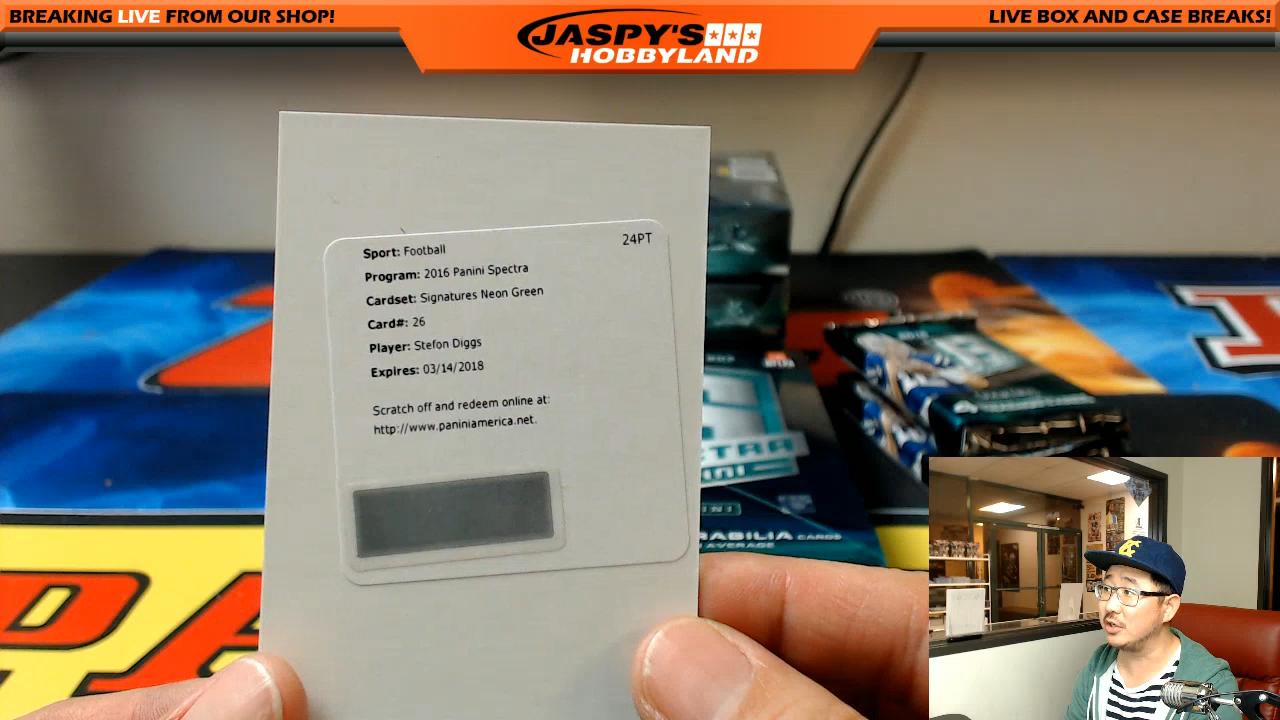 BREAKING LIVE FROM OUR SHOP!
JASPY'S
HOBBYLAND
LIVE BOX AND CASE BREAKS!
24PT
Sport: Football
Program: 2016 Panini Spectra
Cardset: Signatures Neon Green
Card#: 26
Player: Stefon Diggs
Expires: 03/14/2018
Scratch off and redeem online at:
http://www.paniniamerica.net.
CARDS
AVERAGE